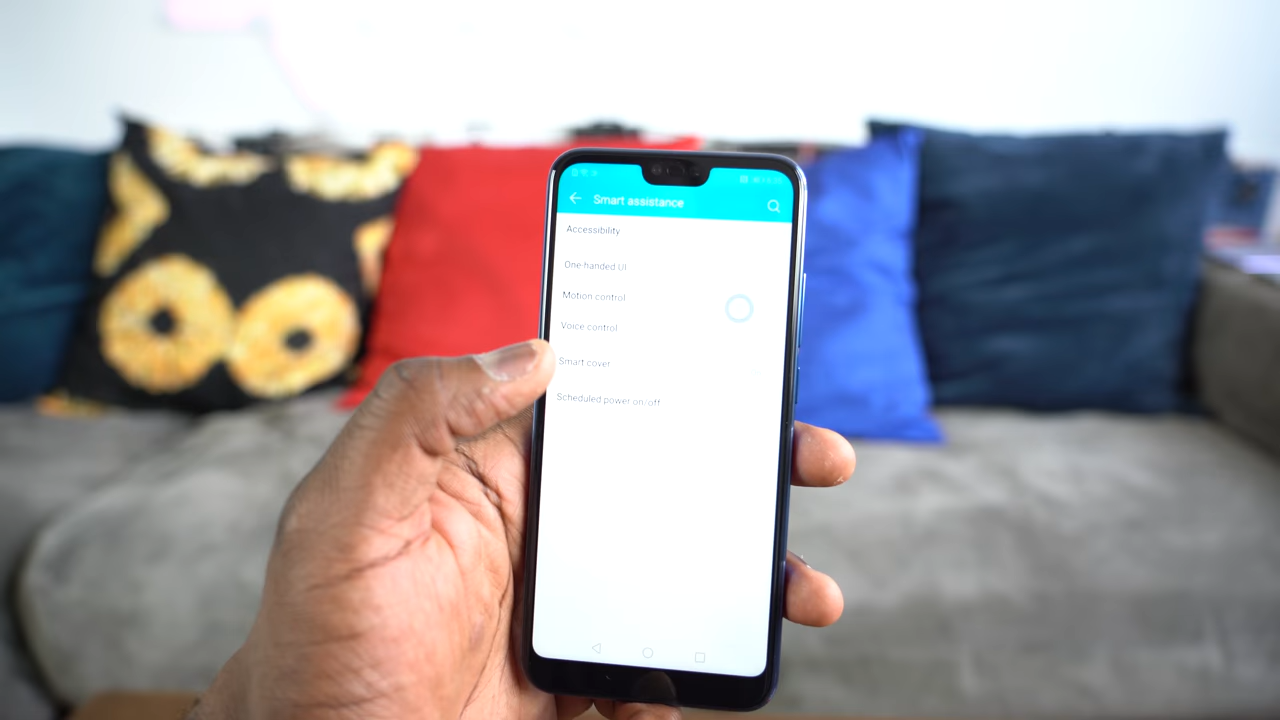 Smart assistance
Accessibility
One-handed UI
Motion control
Voice control
Smart cover
Scheduled power on/off